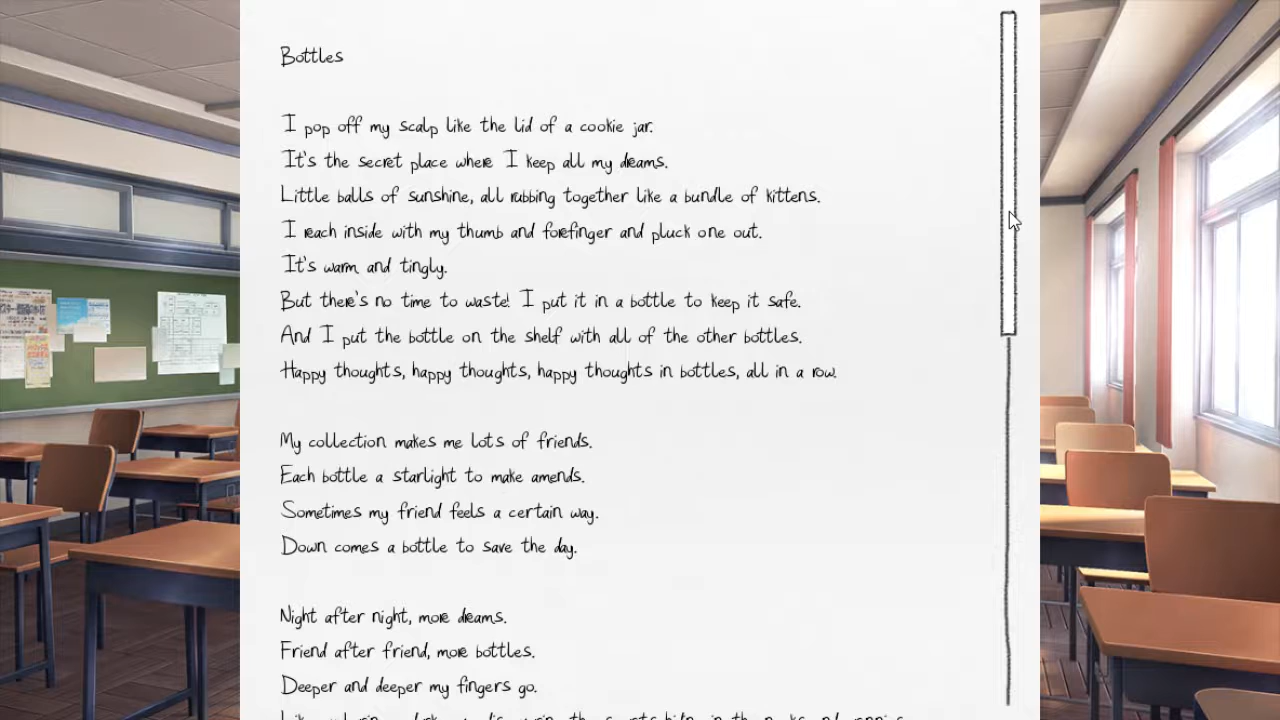 Bottles
I pop off my scalp like the lid of a cookie jar.
It's the secret place where I keep all my dreams.
Little balls of sunshine, all rubbing together like a bundle of kittens.
I reach inside with my thumb and forefinger and pluck one out.
It's warm and tingly.
But there's no time to waste! I put it in a bottle to keep it safe.
And I put the bottle on the shelf with all of the other bottles.
Happy thoughts, happy thoughts, happy thoughts in bottles, all in a row.
My collection makes me lots of friends.
Each bottle a starlight to make amends.
Sometimes my friend feels a certain way.
Down comes a bottle to save the day.
Night after night, more dreams.
Friend after friend, more bottles.
Deeper and deeper my fingers go.